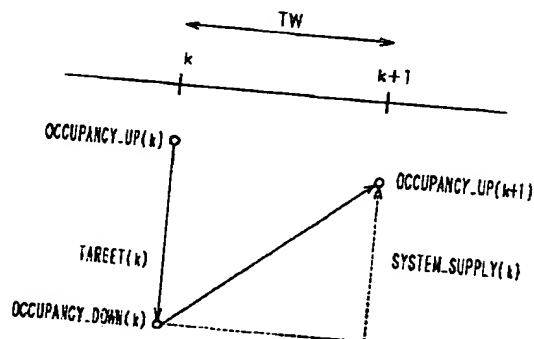 TW
k
k+1
OCCUPANCY_UP(k)
OCCUPANCY_UP(k+1)
TAREET(k)
SYSTEM_SUPPLY(k)
OCCUPANCY_DOWN(k)